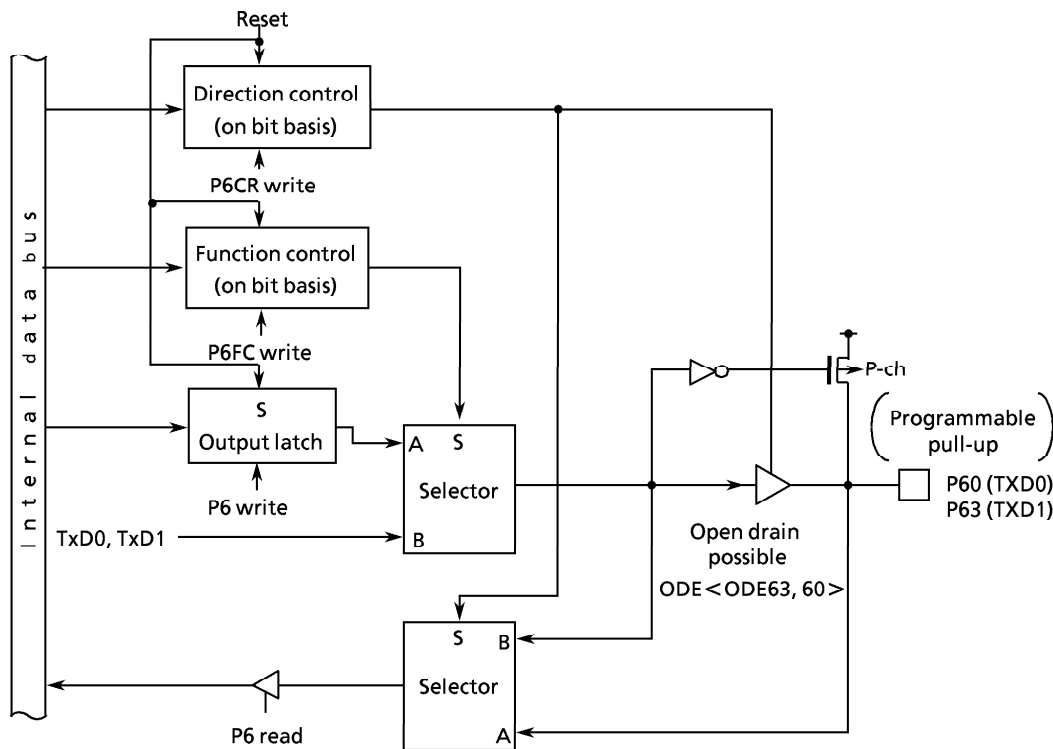 Reset
Direction control
(on bit basis)
P6CR write
Internal data bus
Function control
(on bit basis)
P6FC write
S
Output latch
P6 write
TxD0, TxD1
A
S
Selector
B
P-ch
(Programmable
pull-up)
P60 (TXD0)
P63 (TXD1)
Open drain
possible
ODE<ODE63, 60>
S
B
Selector
A
P6 read